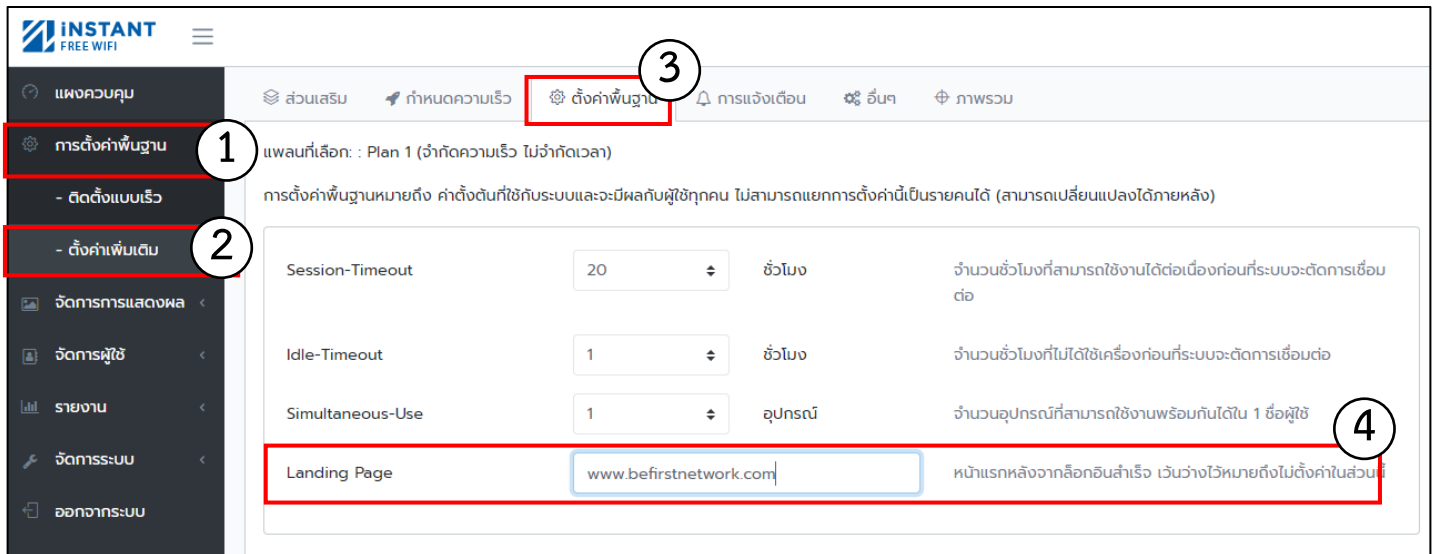 iNSTANT
FREE WIFI
แผงควบคุม
การตั้งค่าพื้นฐาน
1
- ติดตั้งแบบเร็ว
- ตั้งค่าเพิ่มเติม
2
จัดการการแสดงผล
จัดการผู้ใช้
รายงาน
จัดการระบบ
ออกจากระบบ
ส่วนเสริม
กำหนดความเร็ว
ตั้งค่าพื้นฐาน
3
การแจ้งเตือน
อื่นๆ
ภาพรวม
แพลนที่เลือก: : Plan 1 (จำกัดความเร็ว ไม่จำกัดเวลา)
การตั้งค่าพื้นฐานหมายถึง ค่าตั้งต้นที่ใช้กับระบบและจะมีผลกับผู้ใช้ทุกคน ไม่สามารถแยกการตั้งค่านี้เป็นรายคนได้ (สามารถเปลี่ยนแปลงได้ภายหลัง)
Session-Timeout 20 ชั่วโมง จำนวนชั่วโมงที่สามารถใช้งานได้ต่อเนื่องก่อนที่ระบบจะตัดการเชื่อม
ต่อ
Idle-Timeout 1 ชั่วโมง จำนวนชั่วโมงที่ไม่ได้ใช้เครื่องก่อนที่ระบบจะตัดการเชื่อมต่อ
Simultaneous-Use 1 อุปกรณ์ จำนวนอุปกรณ์ที่สามารถใช้งานพร้อมกันได้ใน 1 ชื่อผู้ใช้
4
Landing Page www.befirstnetwork.com หน้าแรกหลังจากล็อกอินสำเร็จ เว้นว่างไว้หมายถึงไม่ตั้งค่าในส่วนนี้